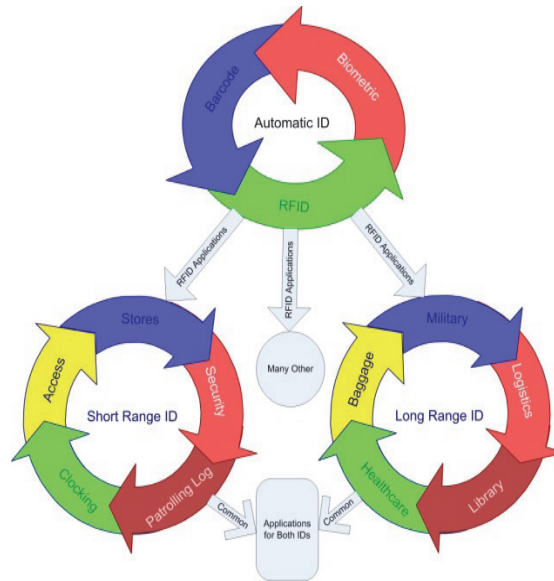 Barcode
Biometric
Automatic ID
RFID
RFID Applications
RFID Applications
RFID Applications
Many Other
Stores
Security
Access
Short Range ID
Clocking
Patrolling Log
Military
Logistics
Baggage
Long Range ID
Healthcare
Library
Common
Common
Applications
for Both IDs